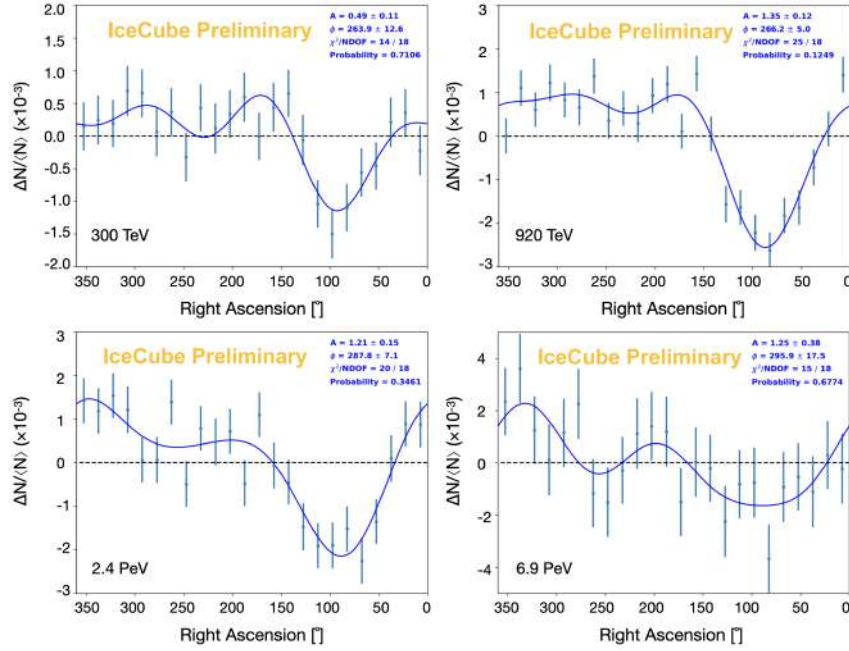 IceCube Preliminary
A = 0.49 ± 0.11
ϕ = 263.9 ± 12.6
χ²/NDOF = 14 / 18
Probability = 0.7106
2.0
1.5
1.0
0.5
0.0
-0.5
-1.0
-1.5
-2.0
ΔN/⟨N⟩ (×10⁻³)
300 TeV
350 300 250 200 150 100 50 0
Right Ascension [°]
IceCube Preliminary
A = 1.35 ± 0.12
ϕ = 266.2 ± 5.0
χ²/NDOF = 25 / 18
Probability = 0.1249
3
2
1
0
-1
-2
-3
ΔN/⟨N⟩ (×10⁻³)
920 TeV
350 300 250 200 150 100 50 0
Right Ascension [°]
IceCube Preliminary
A = 1.21 ± 0.15
ϕ = 287.8 ± 7.1
χ²/NDOF = 20 / 18
Probability = 0.3461
3
2
1
0
-1
-2
-3
ΔN/⟨N⟩ (×10⁻³)
2.4 PeV
350 300 250 200 150 100 50 0
Right Ascension [°]
IceCube Preliminary
A = 1.25 ± 0.38
ϕ = 295.9 ± 17.5
χ²/NDOF = 15 / 18
Probability = 0.6774
4
2
0
-2
-4
ΔN/⟨N⟩ (×10⁻³)
6.9 PeV
350 300 250 200 150 100 50 0
Right Ascension [°]